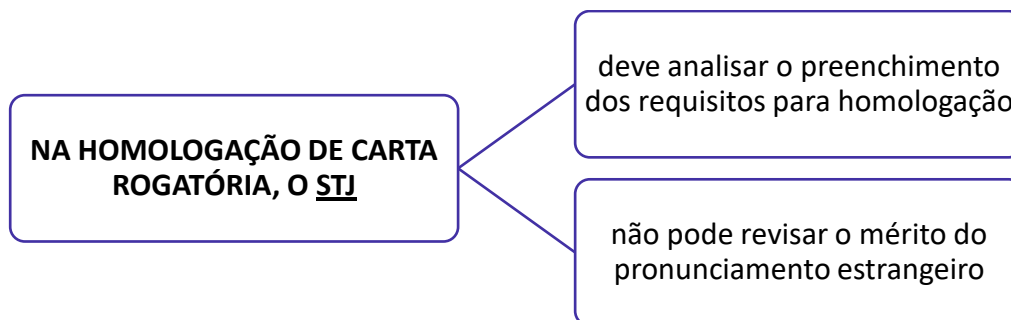 NA HOMOLOGAÇÃO DE CARTA
ROGATÓRIA, O STJ
deve analisar o preenchimento
dos requisitos para homologação
não pode revisar o mérito do
pronunciamento estrangeiro